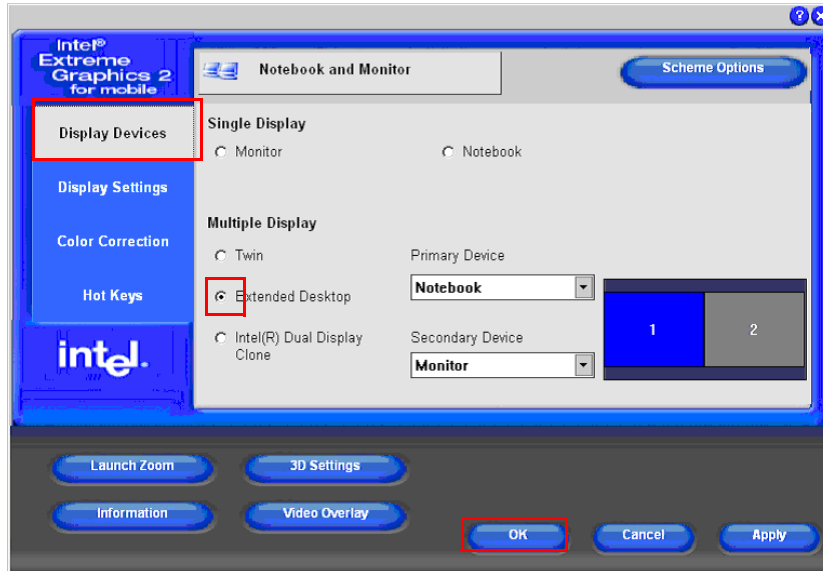 Intel®
Extreme
Graphics 2
for mobile
Notebook and Monitor
Scheme Options
Display Devices
Display Settings
Color Correction
Hot Keys
intel.
Single Display
Monitor
Notebook
Multiple Display
Twin
Primary Device
Extended Desktop
Notebook
Intel(R) Dual Display
Clone
Secondary Device
Monitor
1
2
Launch Zoom
3D Settings
Information
Video Overlay
OK
Cancel
Apply